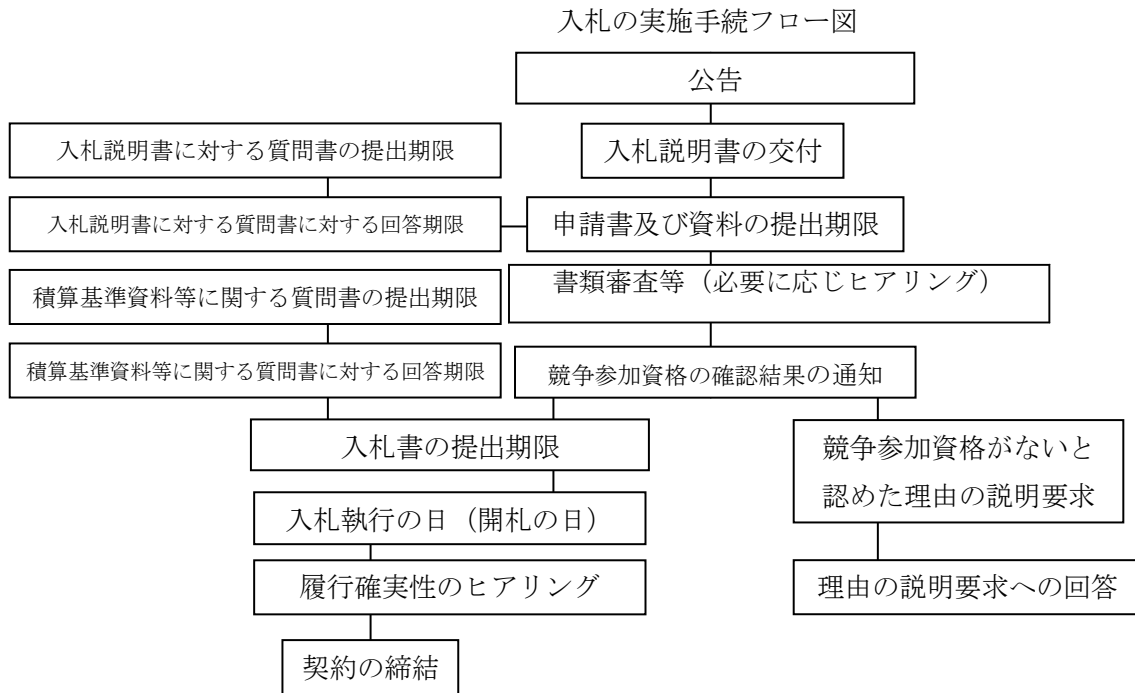 入札の実施手続フロー図
公告
入札説明書に対する質問書の提出期限
入札説明書の交付
入札説明書に対する質問書に対する回答期限
申請書及び資料の提出期限
積算基準資料等に関する質問書の提出期限
書類審査等（必要に応じヒアリング）
積算基準資料等に関する質問書に対する回答期限
競争参加資格の確認結果の通知
入札書の提出期限
競争参加資格がないと
認めた理由の説明要求
入札執行の日（開札の日）
履行確実性のヒアリング
理由の説明要求への回答
契約の締結